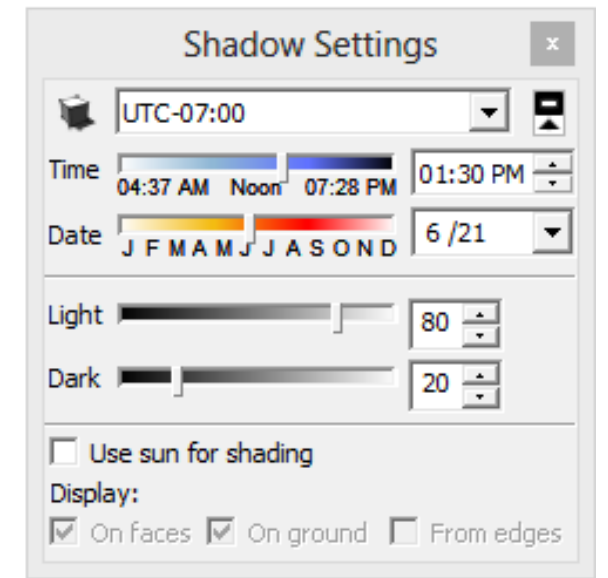 Shadow Settings x
UTC-07:00
Time 01:30 PM
04:37 AM Noon 07:28 PM
Date 6 /21
J F M A M J J A S O N D
Light 80
Dark 20
Use sun for shading
Display:
On faces On ground From edges